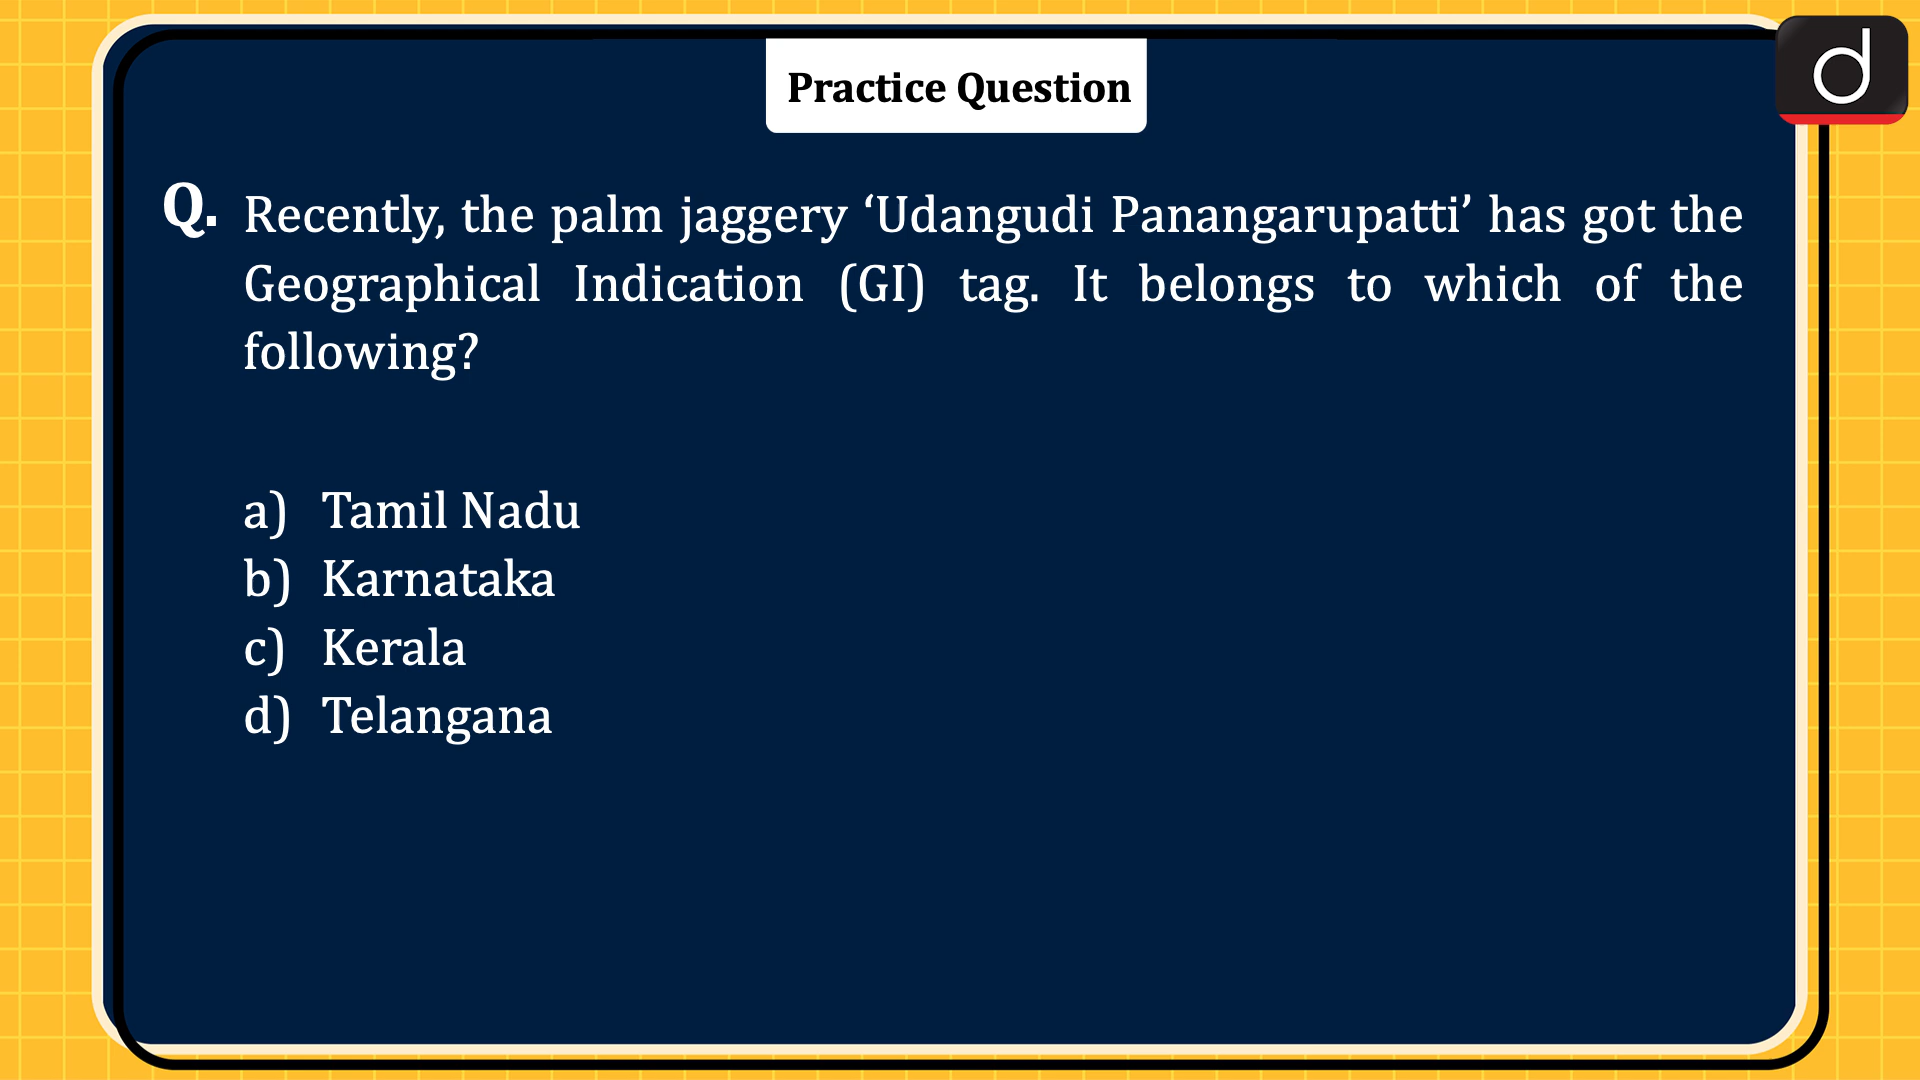 Practice Question
d
Q. Recently, the palm jaggery ‘Udangudi Panangarupatti’ has got the
Geographical Indication (GI) tag. It belongs to which of the
following?
a) Tamil Nadu
b) Karnataka
c) Kerala
d) Telangana